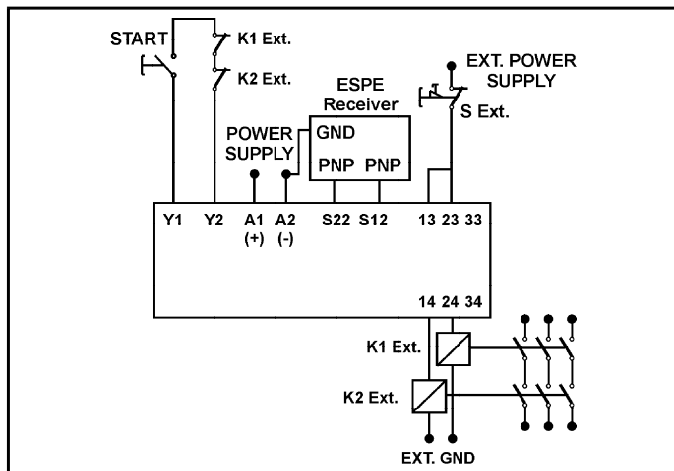 START
K1 Ext.
K2 Ext.
ESPE
Receiver
EXT. POWER
SUPPLY
S Ext.
POWER
SUPPLY
GND
PNP PNP
Y1 Y2 A1 A2 S22 S12 13 23 33
(+) (-)
14 24 34
K1 Ext.
K2 Ext.
EXT. GND